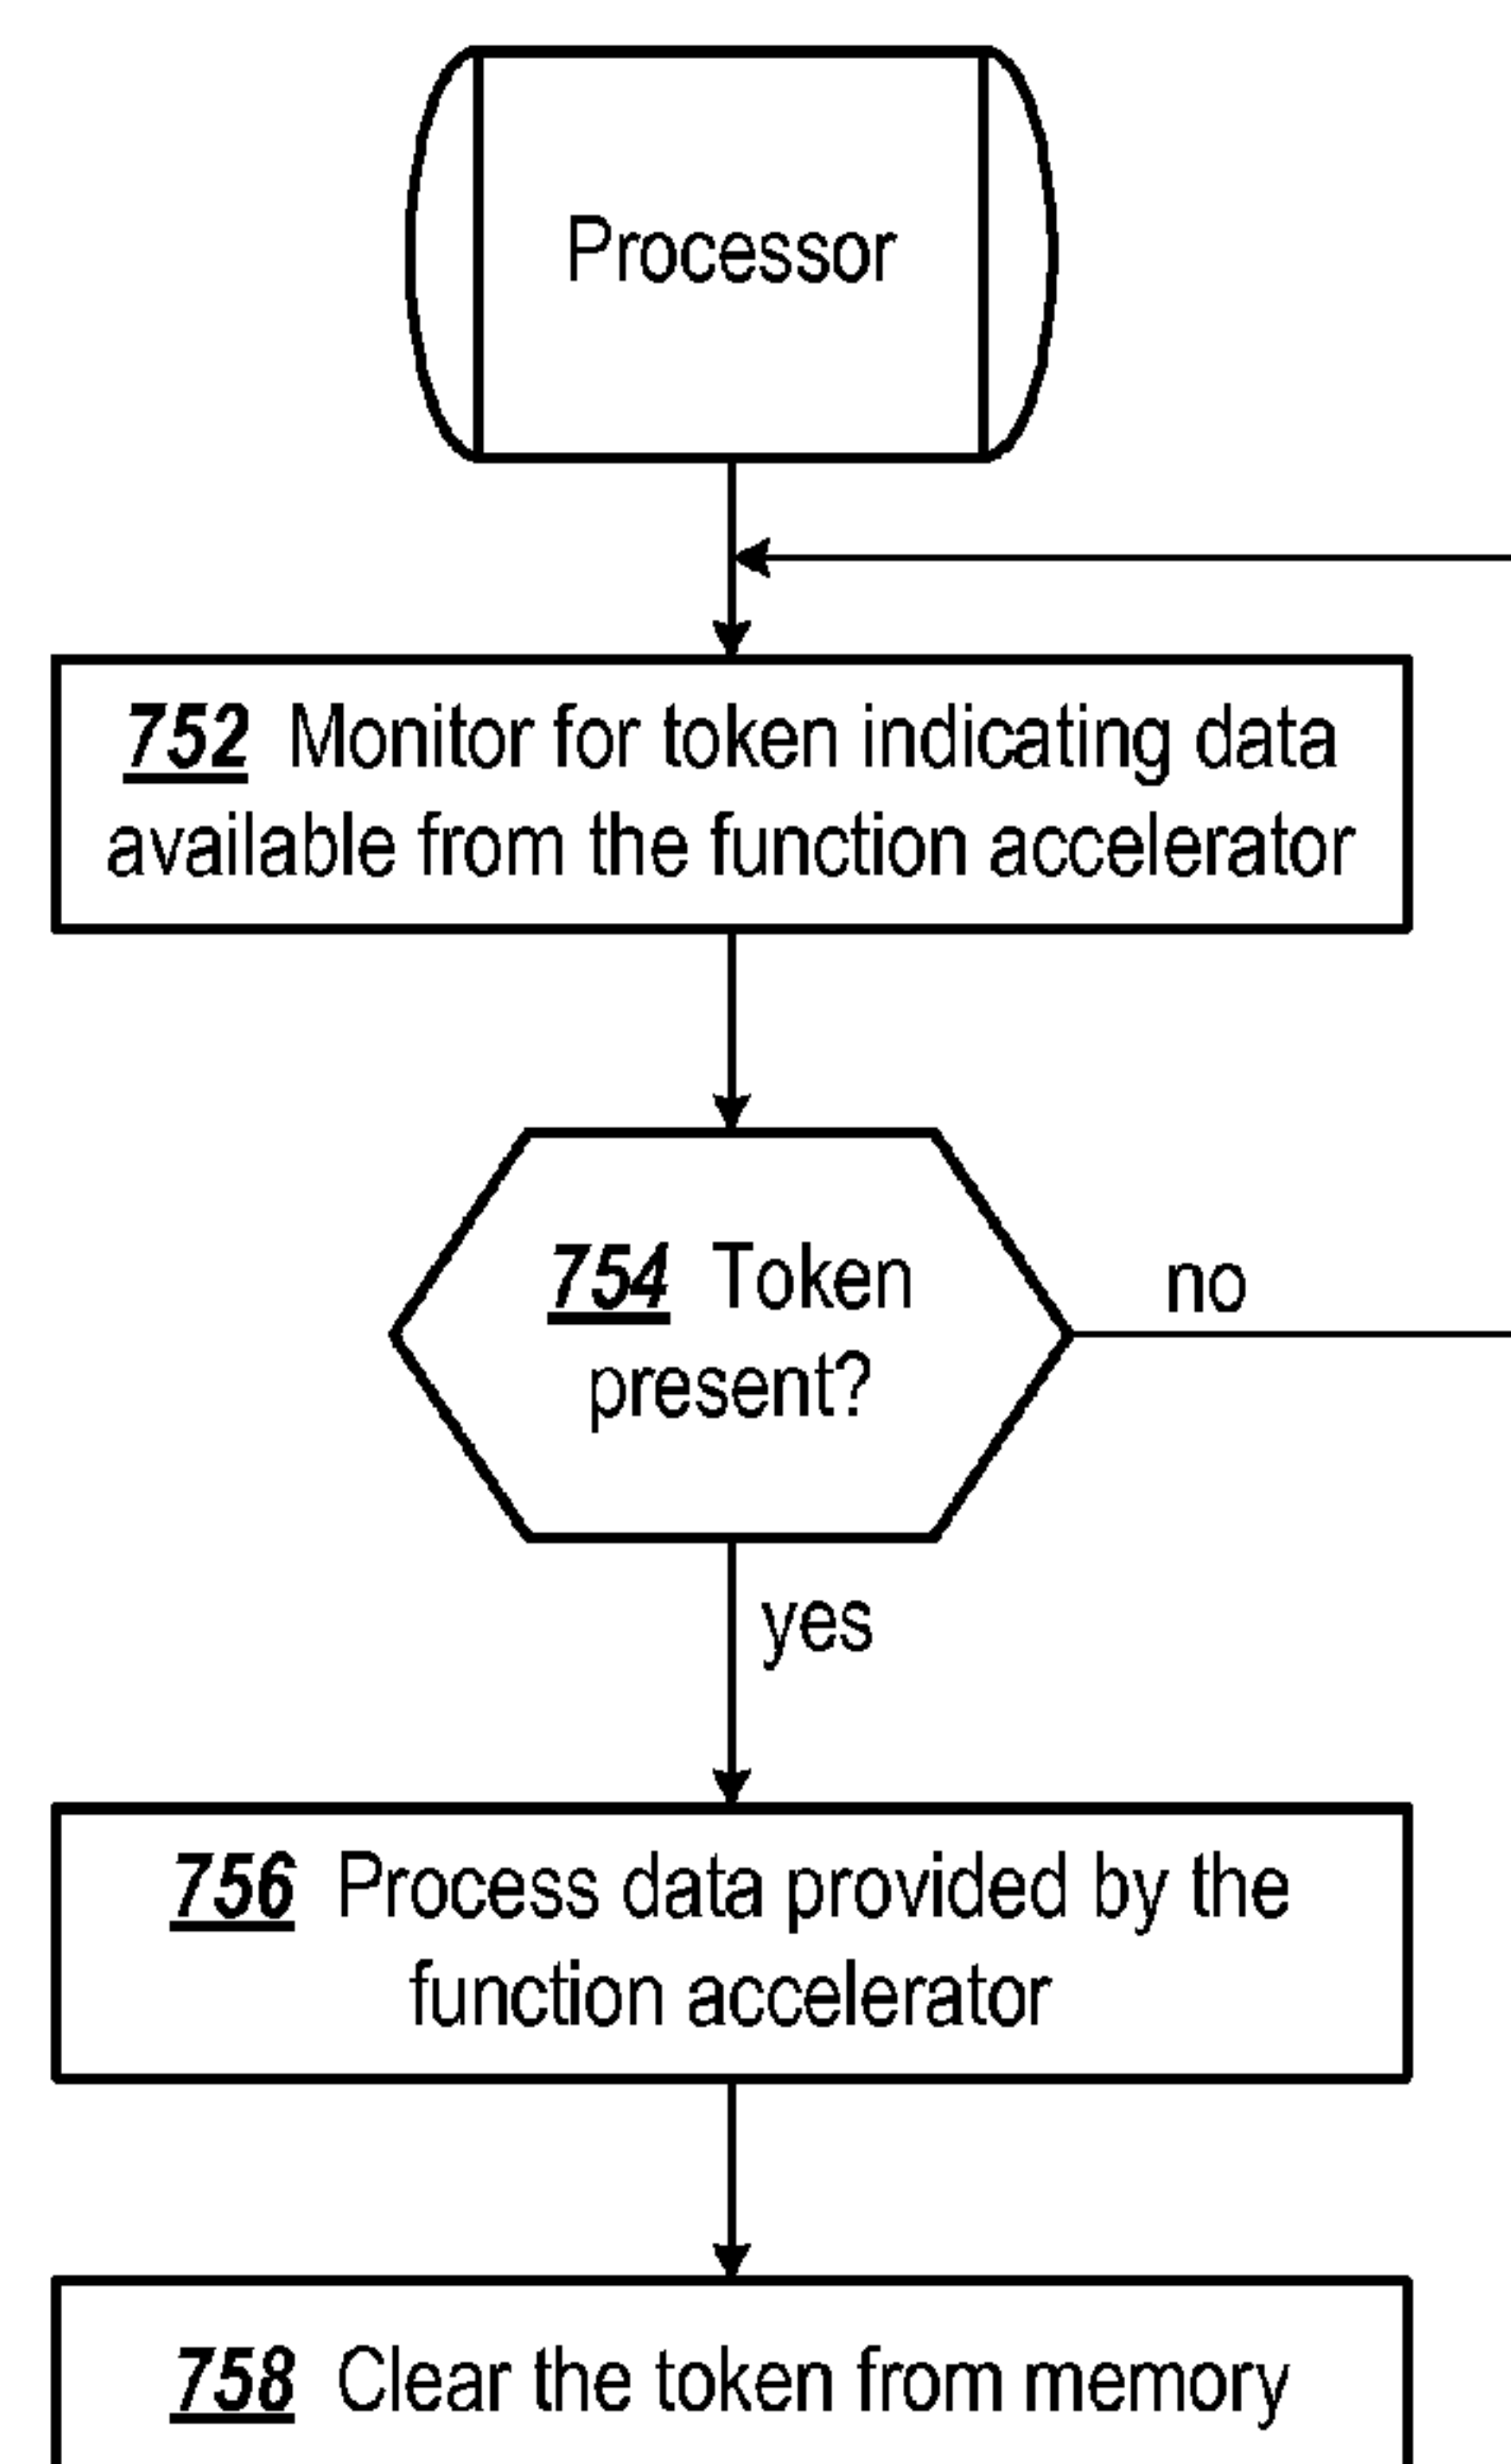 Processor
752 Monitor for token indicating data
available from the function accelerator
754 Token
present?
no
yes
756 Process data provided by the
function accelerator
758 Clear the token from memory